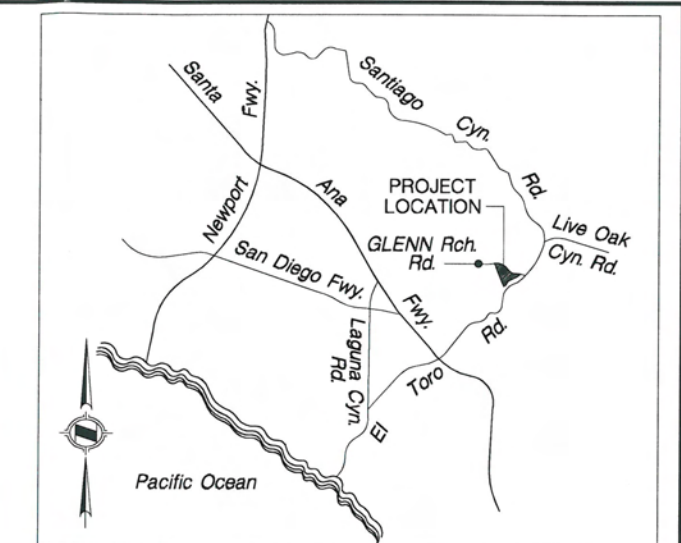 Santa
Fwy.
Santiago
Cyn.
Rd.
Ana
PROJECT
LOCATION
Newport
GLENN Rch.
Rd.
Live Oak
Cyn. Rd.
San Diego Fwy.
Fwy.
Laguna Cyn.
Rd.
Rd.
Toro
El
Pacific Ocean